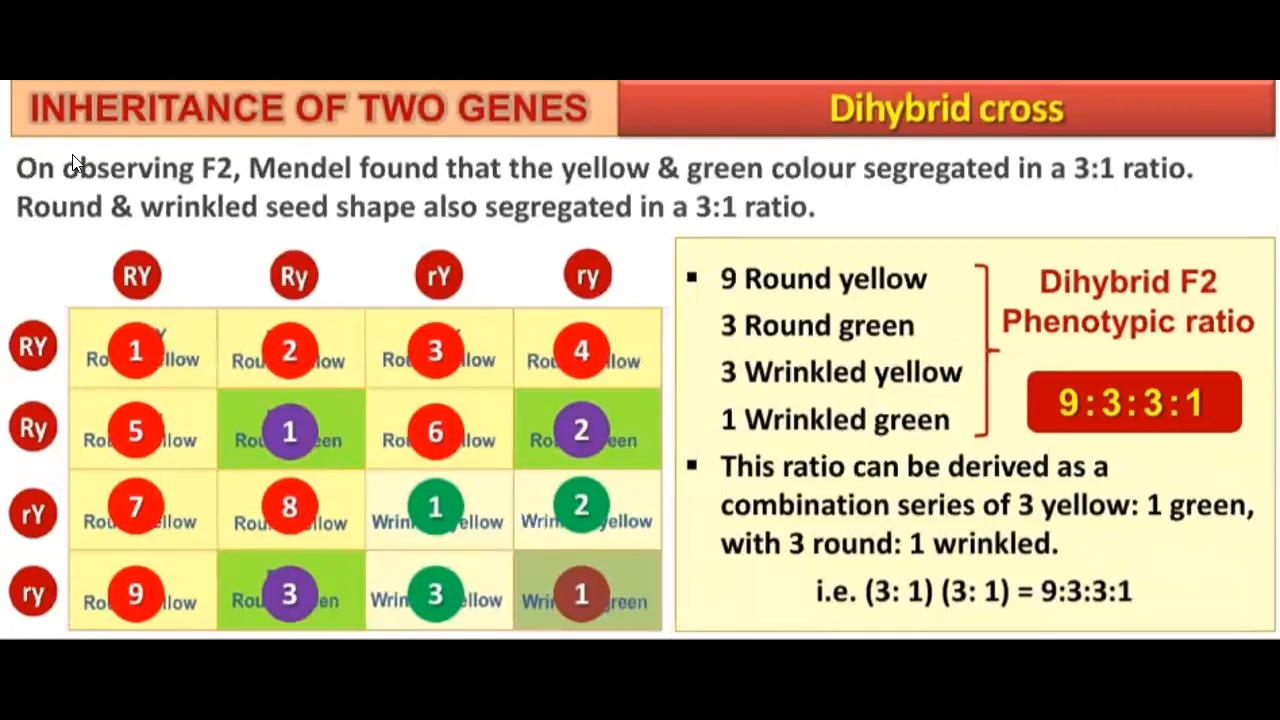 INHERITANCE OF TWO GENES
Dihybrid cross
On observing F2, Mendel found that the yellow & green colour segregated in a 3:1 ratio.
Round & wrinkled seed shape also segregated in a 3:1 ratio.
RY Ry rY ry
RY 1 2 3 4
Ry 5 1 6 2
rY 7 8 1 2
ry 9 3 3 1
▪ 9 Round yellow
3 Round green
3 Wrinkled yellow
1 Wrinkled green
Dihybrid F2
Phenotypic ratio
9:3:3:1
▪ This ratio can be derived as a
combination series of 3 yellow: 1 green,
with 3 round: 1 wrinkled.
i.e. (3: 1) (3: 1) = 9:3:3:1